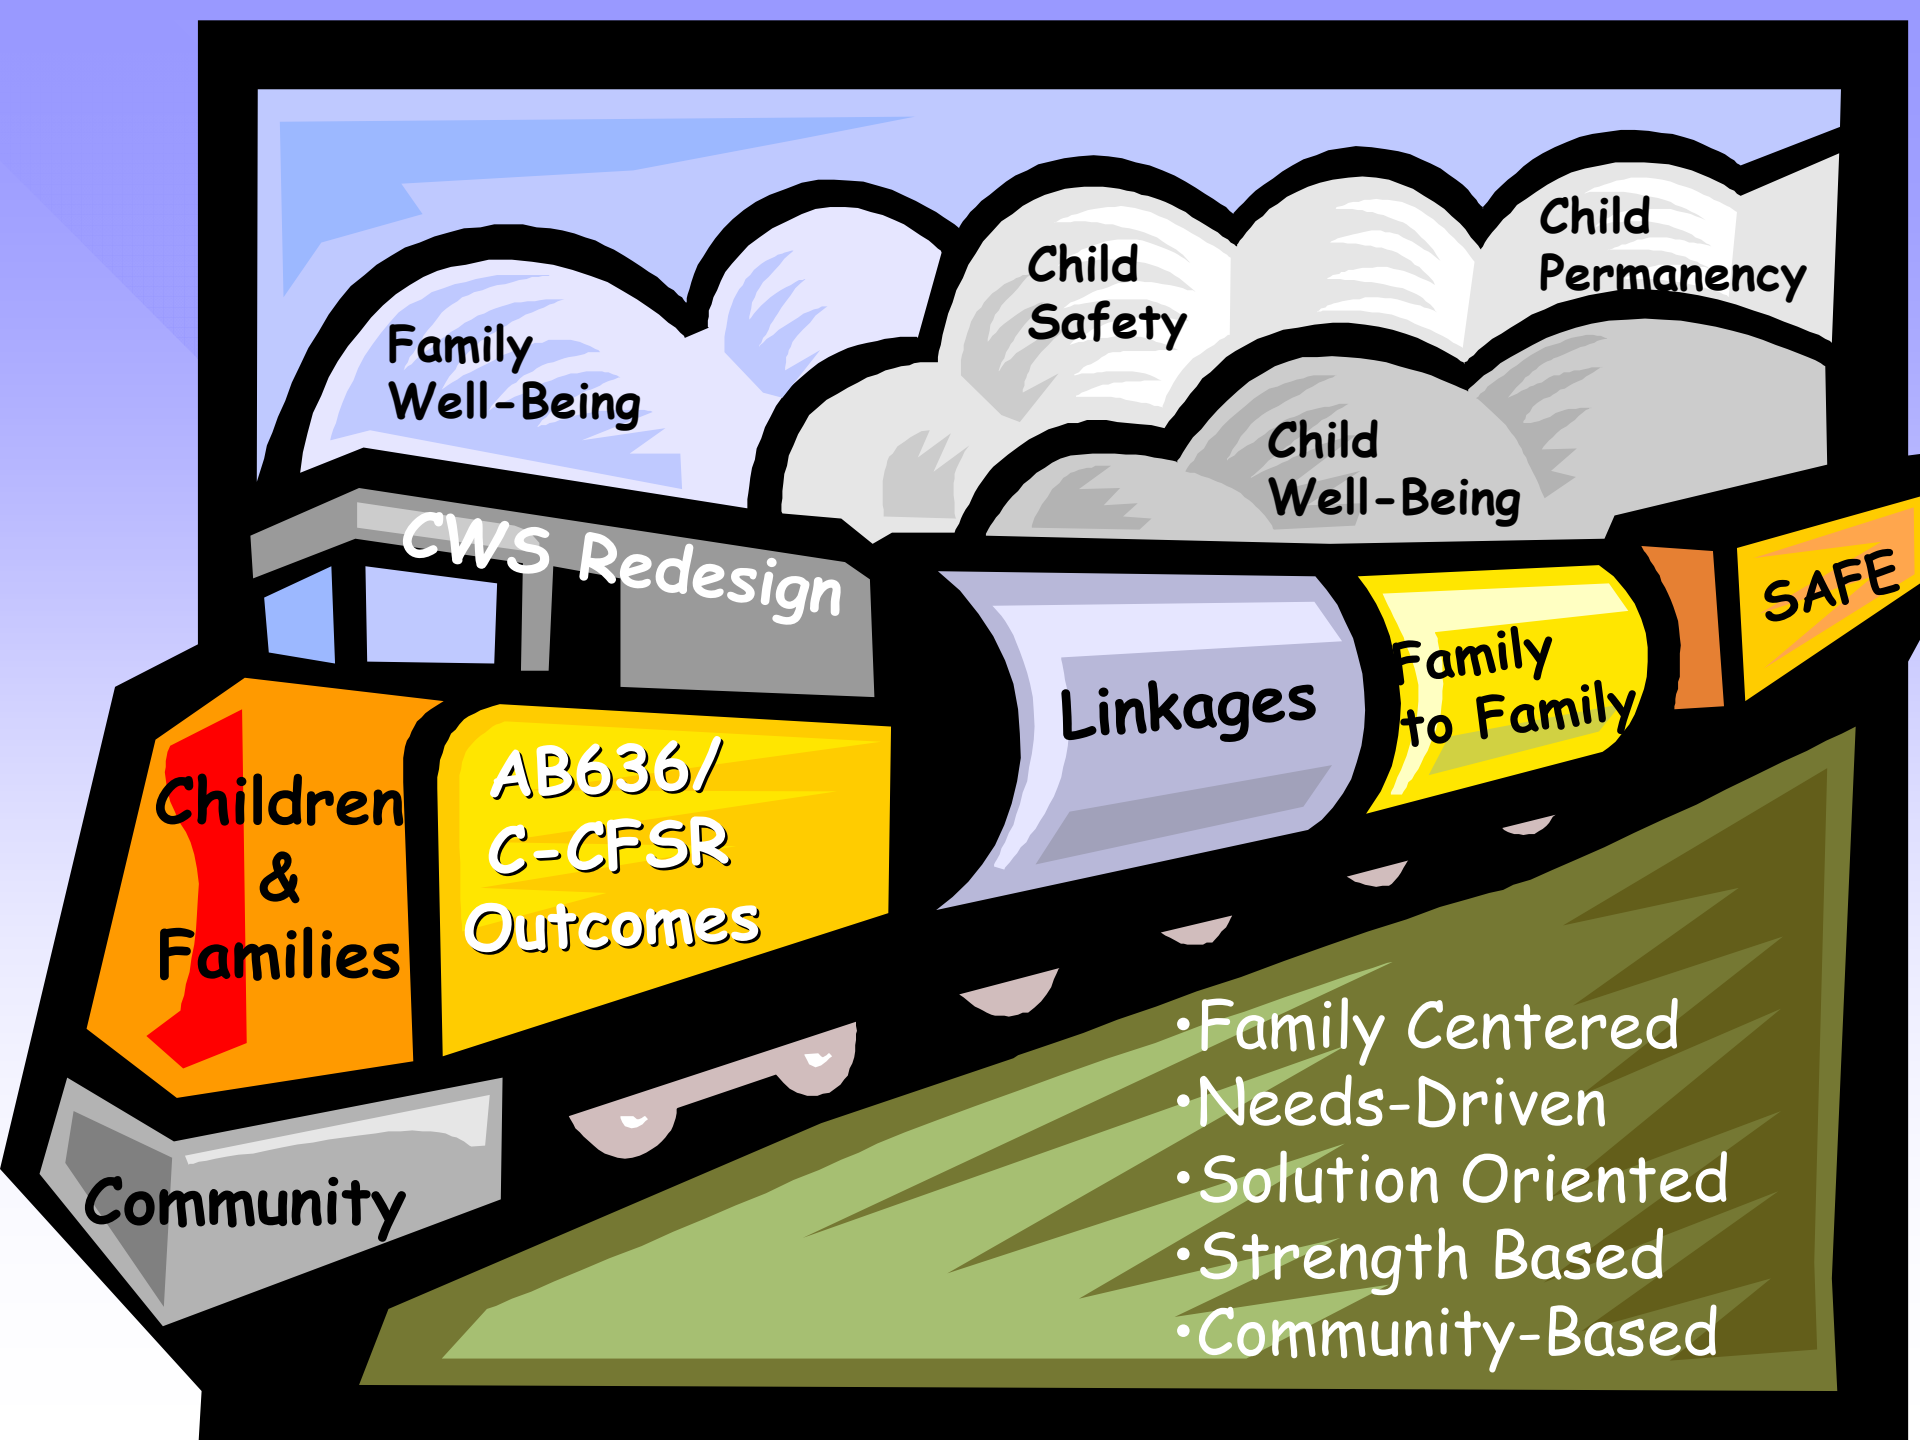 Family
Well-Being
Child
Safety
Child
Permanency
Child
Well-Being
CWS Redesign
SAFE
Family
to Family
Linkages
AB636/
C-CFSR
Outcomes
Children
&
Families
Community
•Family Centered
•Needs-Driven
•Solution Oriented
•Strength Based
•Community-Based